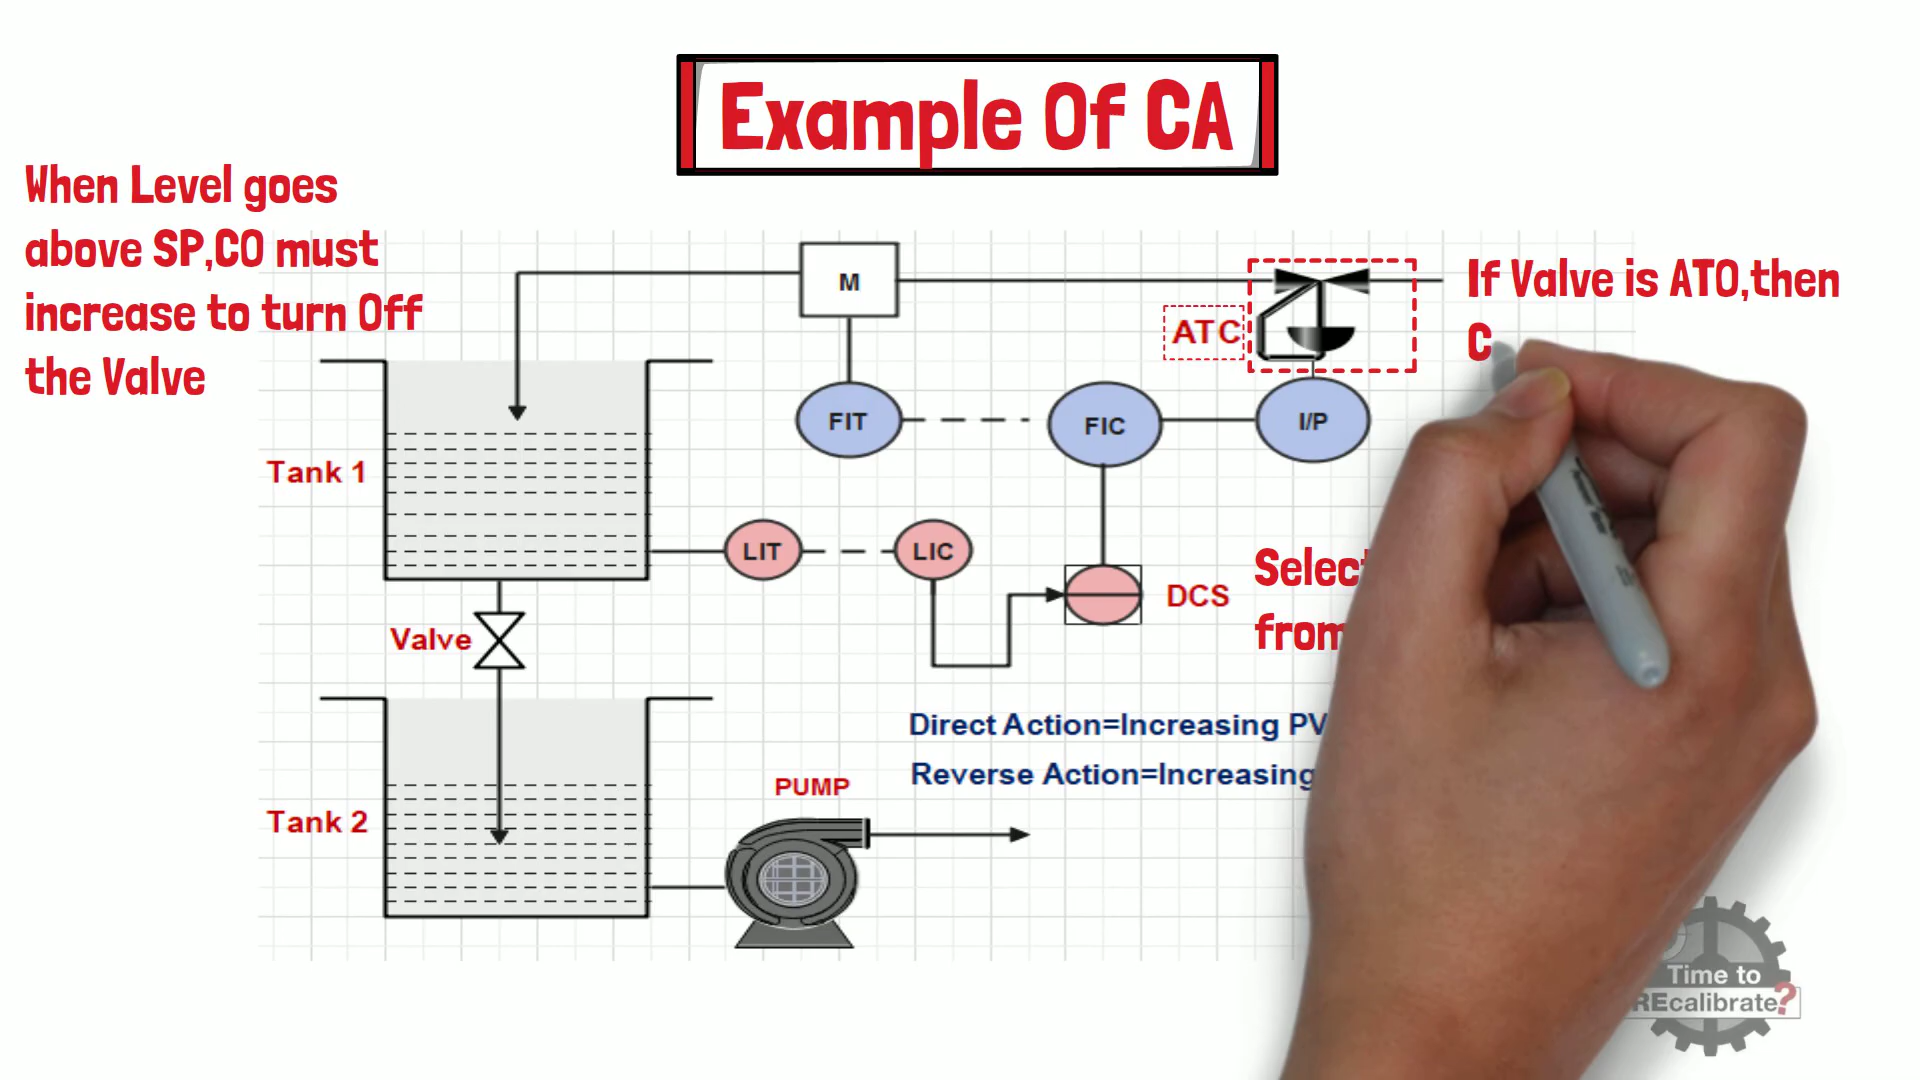 Example Of CA
When Level goes
above SP,CO must
increase to turn Off
the Valve
If Valve is ATO,then
C
M
ATC
FIT
FIC
I/P
Tank 1
LIT
LIC
DCS
from
Valve
Direct Action=Increasing PV
Reverse Action=Increasing
PUMP
Tank 2
Time to
REcalibrate?